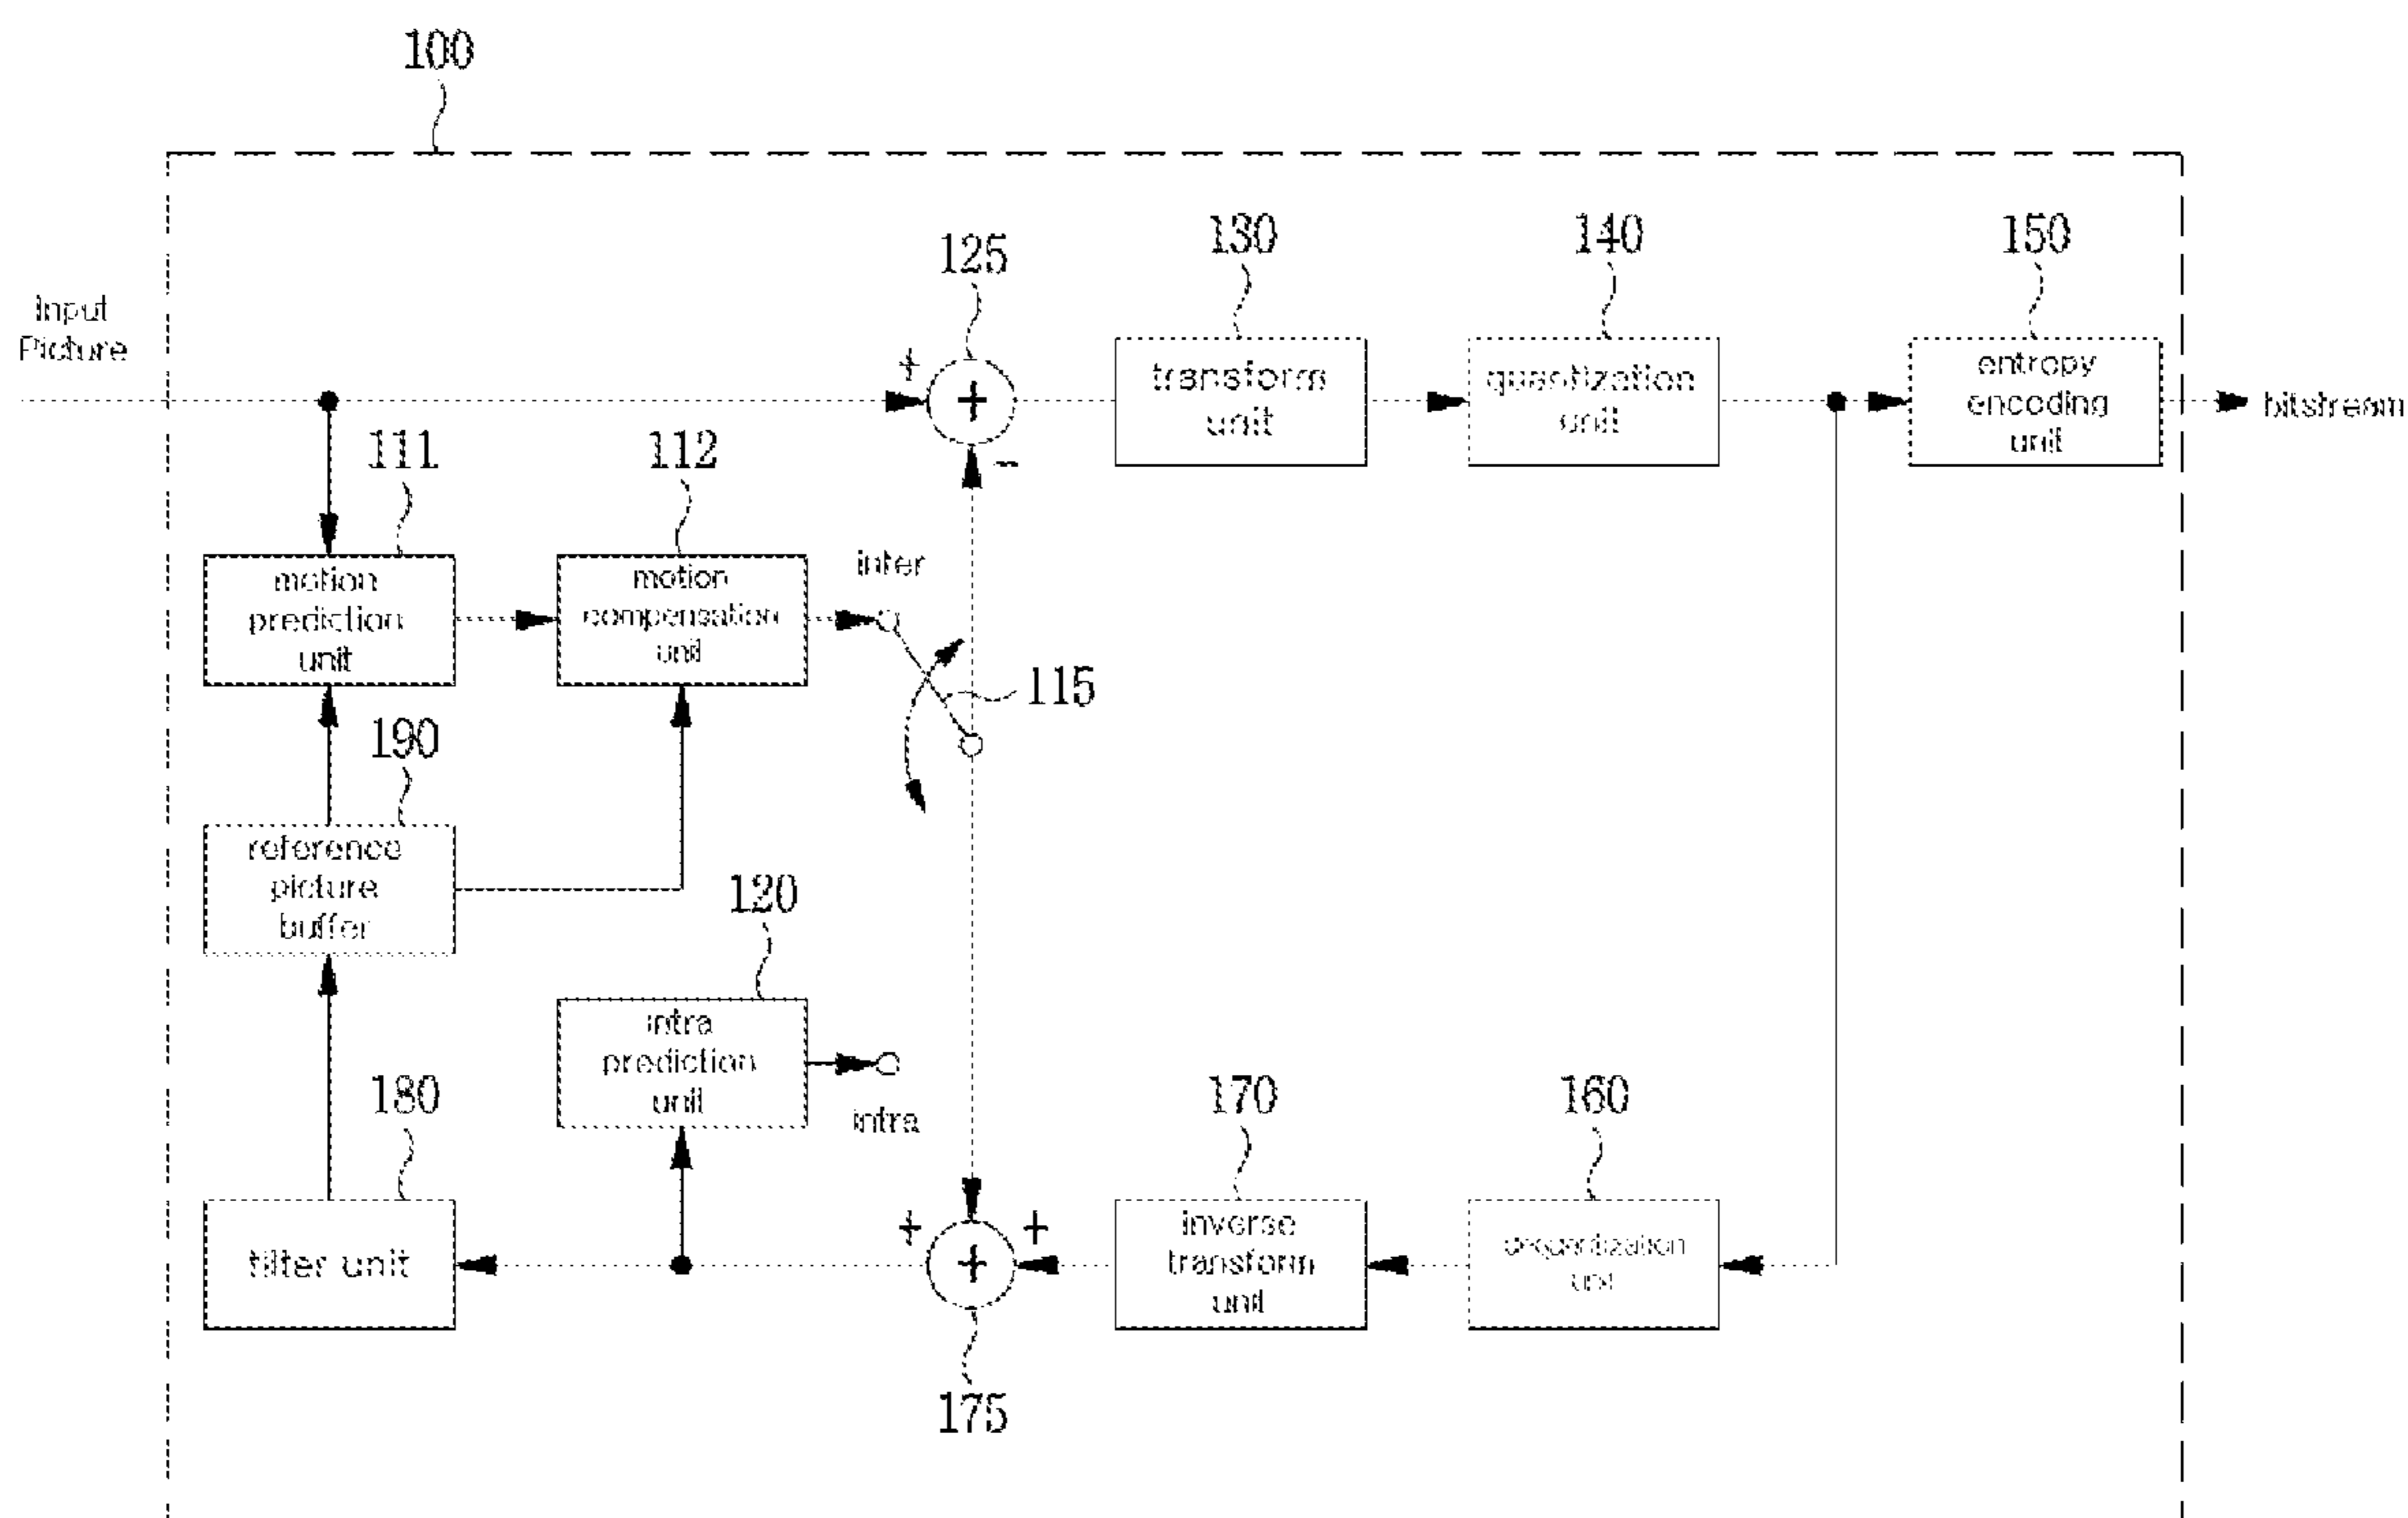 100
125
130
140
150
Input
Picture
+
+
transform
unit
quantization
unit
entropy
encoding
unit
bitstream
-
111
112
motion
prediction
unit
motion
compensation
unit
inter
115
190
reference
picture
buffer
120
intra
prediction
unit
intra
180
170
160
filter unit
+
+
+
inverse
transform
unit
dequantization
unit
175